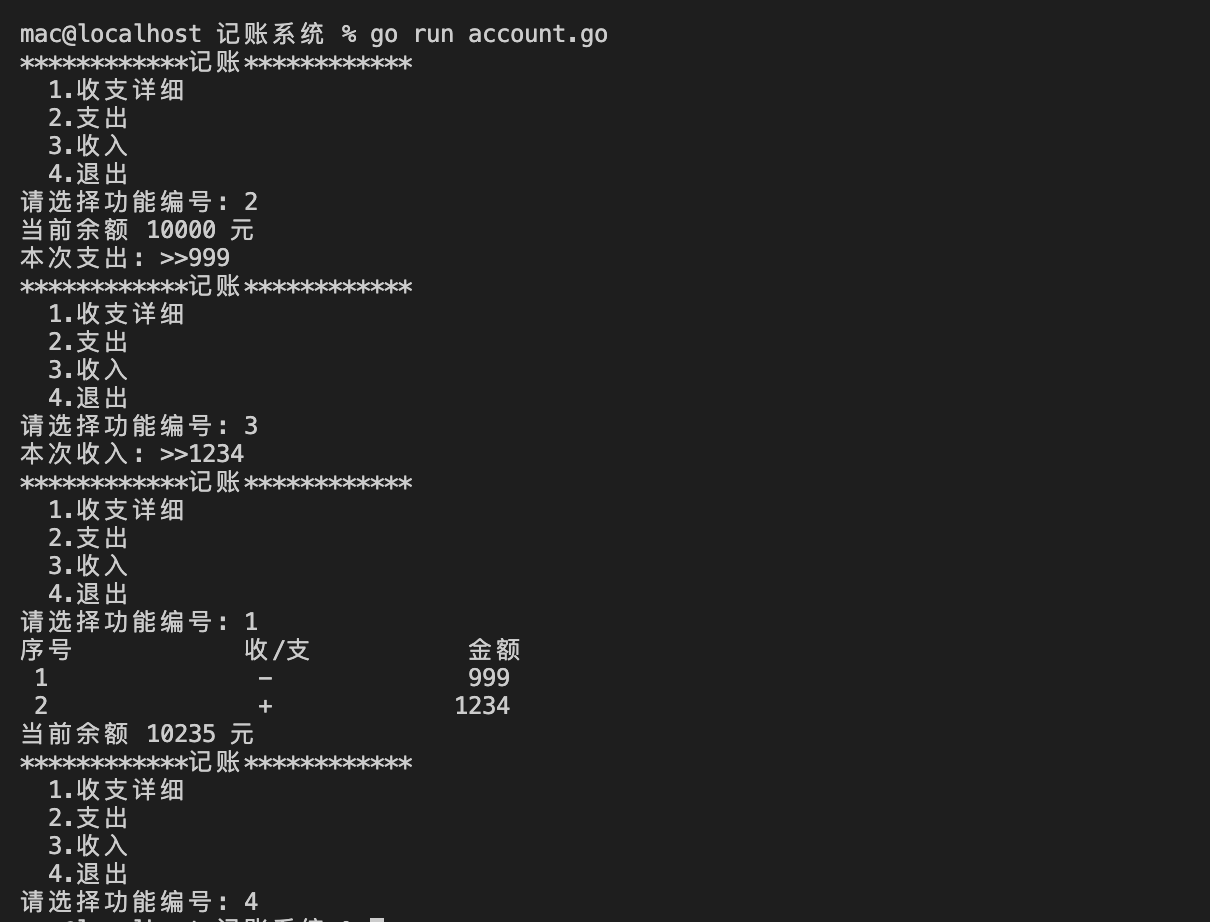 mac@localhost 记账系统 % go run account.go
************记账************
  1.收支详细
  2.支出
  3.收入
  4.退出
请选择功能编号: 2
当前余额 10000 元
本次支出: >>999
************记账************
  1.收支详细
  2.支出
  3.收入
  4.退出
请选择功能编号: 3
本次收入: >>1234
************记账************
  1.收支详细
  2.支出
  3.收入
  4.退出
请选择功能编号: 1
序号            收/支           金额
 1               -              999
 2               +             1234
当前余额 10235 元
************记账************
  1.收支详细
  2.支出
  3.收入
  4.退出
请选择功能编号: 4